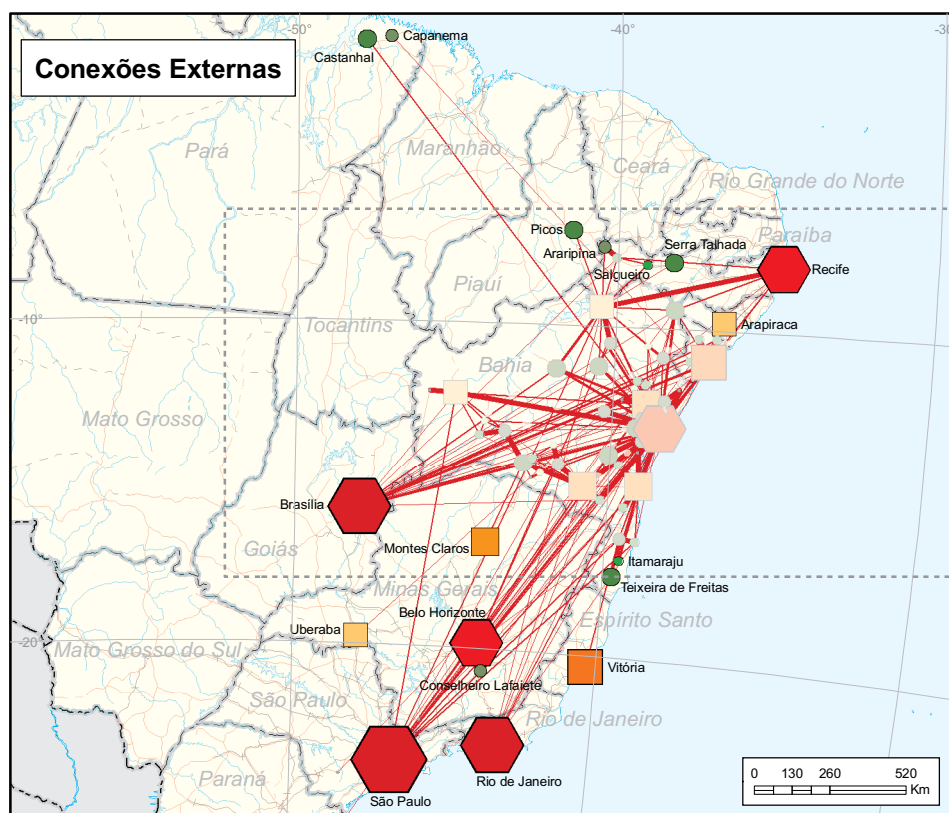 -50°
-40°
-30°
Capanema
Castanhal
Conexões Externas
Pará
Maranhão
Ceará
Rio Grande do Norte
Picos
Araripina
Serra Talhada
Paraíba
Salgueiro
Recife
Piauí
-10°
Tocantins
Arapiraca
Bahia
Mato Grosso
Brasília
Goiás
Montes Claros
Itamaraju
Teixeira de Freitas
Minas Gerais
Belo Horizonte
Espírito Santo
Uberaba
-20°
Mato Grosso do Sul
Vitória
Conselheiro Lafaiete
São Paulo
Rio de Janeiro
Paraná
Rio de Janeiro
São Paulo
0 130 260 520
Km